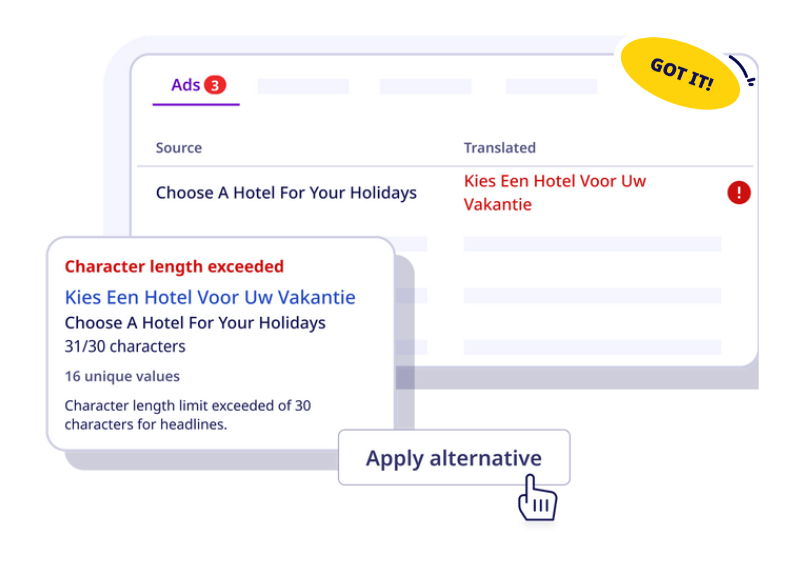 GOT IT!
Ads 3
Source Translated
Choose A Hotel For Your Holidays
Kies Een Hotel Voor Uw
Vakantie
!
Character length exceeded
Kies Een Hotel Voor Uw Vakantie
Choose A Hotel For Your Holidays
31/30 characters
16 unique values
Character length limit exceeded of 30
characters for headlines.
Apply alternative